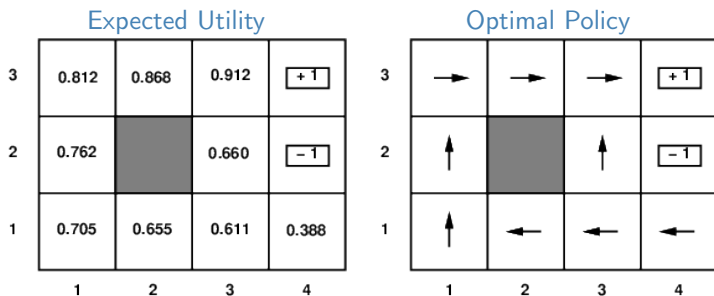 Expected Utility
Optimal Policy
3 0.812 0.868 0.912 + 1
2 0.762 0.660 − 1
1 0.705 0.655 0.611 0.388
1 2 3 4
3 + 1
2 − 1
1
1 2 3 4